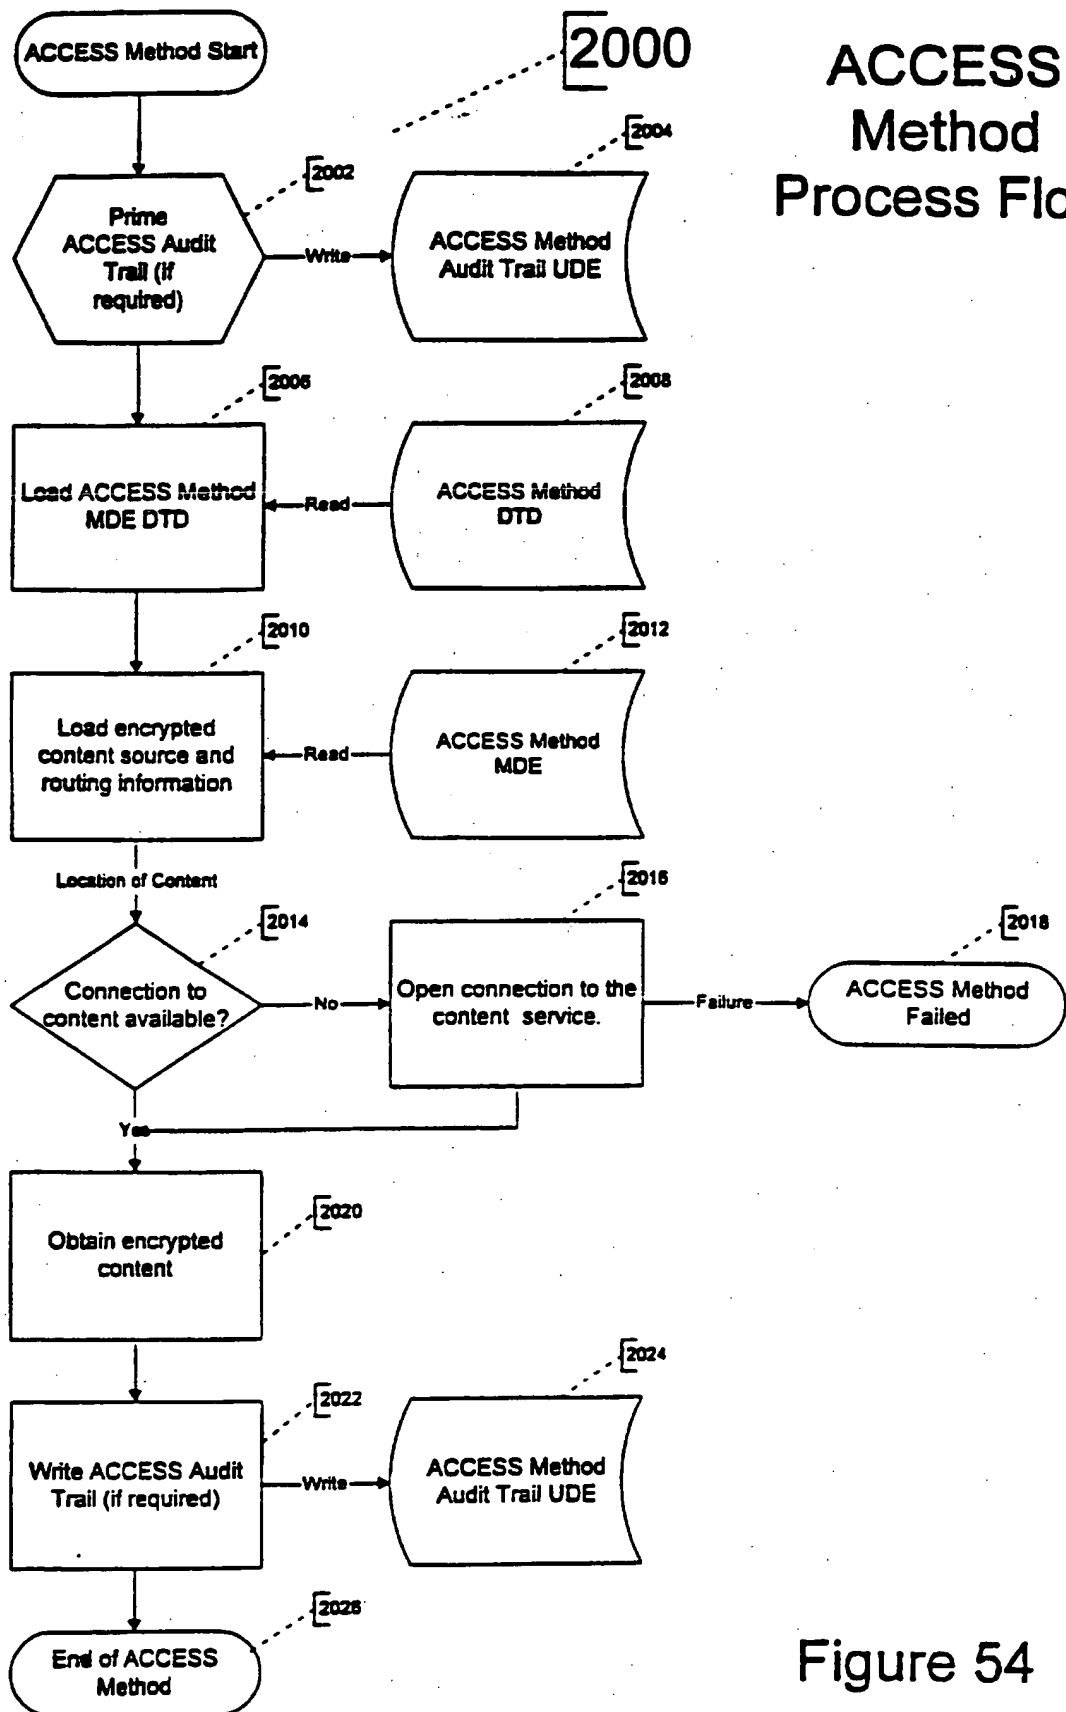 ACCESS Method Start
2000
ACCESS
Method
Process Flo
2002
2004
Prime
ACCESS Audit
Trail (if
required)
Write
ACCESS Method
Audit Trail UDE
2006
2008
Load ACCESS Method
MDE DTD
Read
ACCESS Method
DTD
2010
2012
Load encrypted
content source and
routing information
Read
ACCESS Method
MDE
Location of Content
2014
2016
2018
Connection to
content available?
No
Open connection to the
content service.
Failure
ACCESS Method
Failed
Yes
2020
Obtain encrypted
content
2022
2024
Write ACCESS Audit
Trail (if required)
Write
ACCESS Method
Audit Trail UDE
2026
End of ACCESS
Method
Figure 54